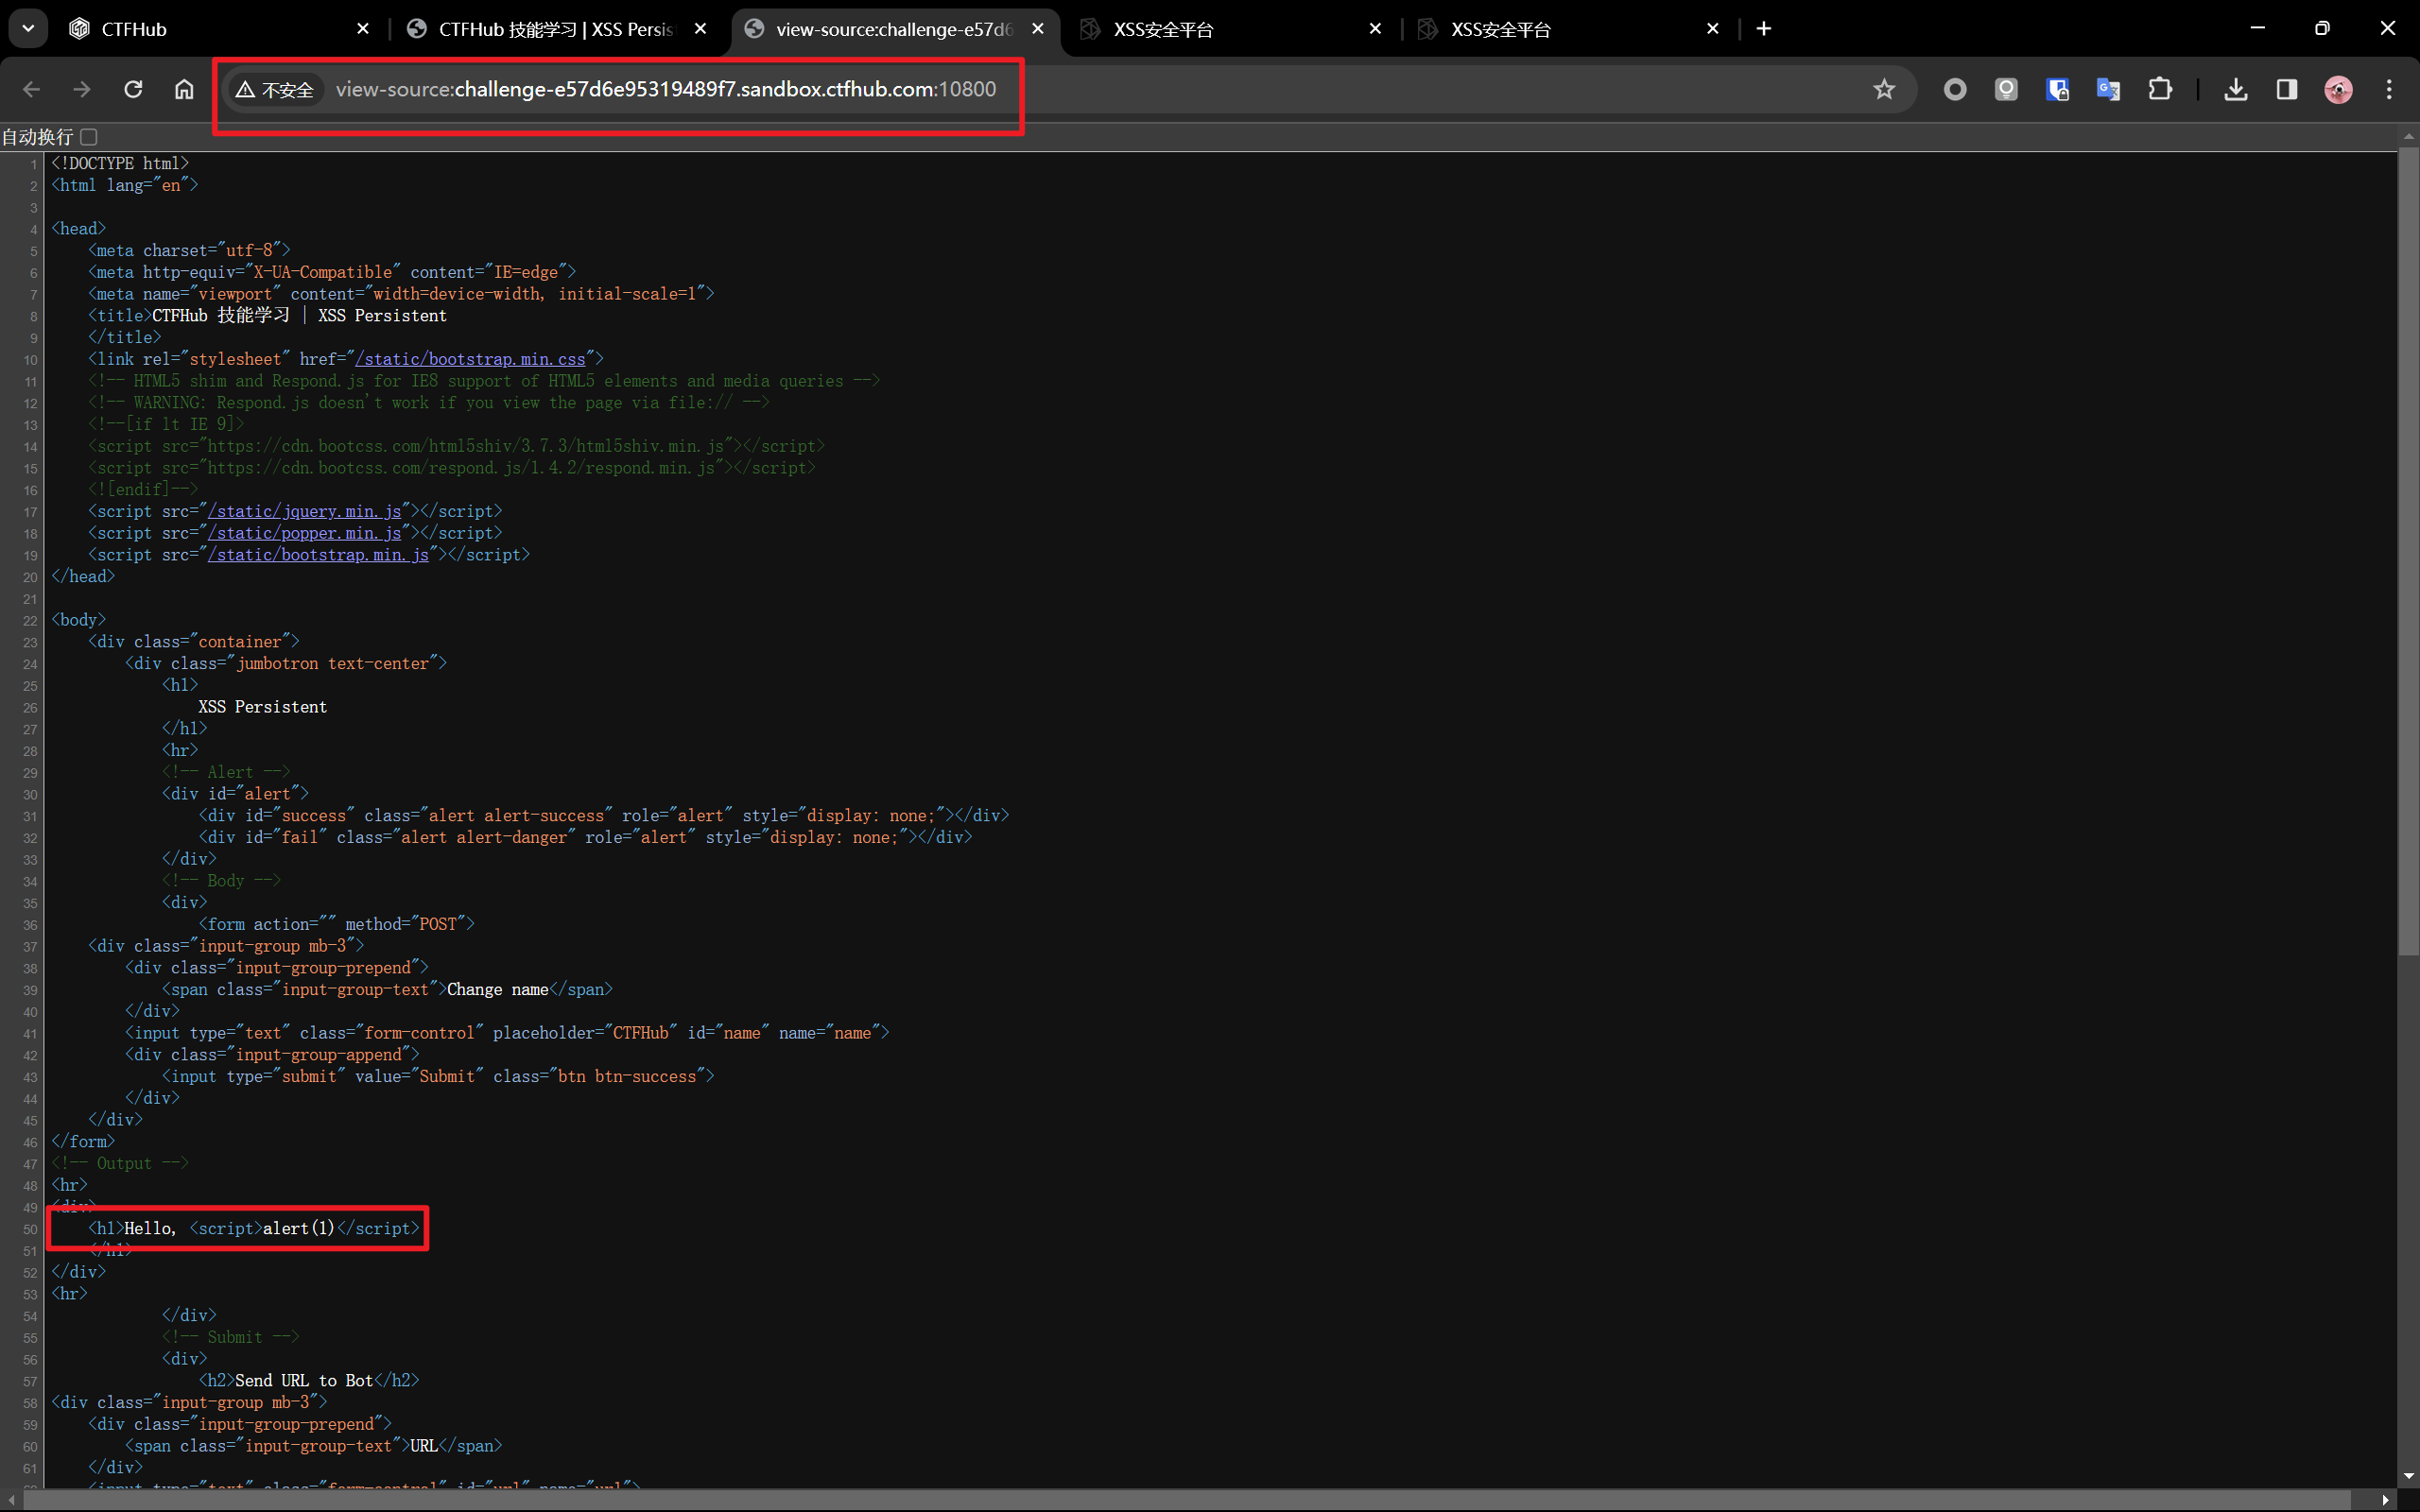 CTFHub
CTFHub 技能学习 | XSS Persis
view-source:challenge-e57d6
XSS安全平台
XSS安全平台
不安全 view-source:challenge-e57d6e95319489f7.sandbox.ctfhub.com:10800
自动换行
1 <!DOCTYPE html>
2 <html lang="en">
3
4 <head>
5 <meta charset="utf-8">
6 <meta http-equiv="X-UA-Compatible" content="IE=edge">
7 <meta name="viewport" content="width=device-width, initial-scale=1">
8 <title>CTFHub 技能学习 | XSS Persistent
9 </title>
10 <link rel="stylesheet" href="/static/bootstrap.min.css">
11 <!-- HTML5 shim and Respond.js for IE8 support of HTML5 elements and media queries -->
12 <!-- WARNING: Respond.js doesn't work if you view the page via file:// -->
13 <!--[if lt IE 9]>
14 <script src="https://cdn.bootcss.com/html5shiv/3.7.3/html5shiv.min.js"></script>
15 <script src="https://cdn.bootcss.com/respond.js/1.4.2/respond.min.js"></script>
16 <![endif]-->
17 <script src="/static/jquery.min.js"></script>
18 <script src="/static/popper.min.js"></script>
19 <script src="/static/bootstrap.min.js"></script>
20 </head>
21
22 <body>
23 <div class="container">
24 <div class="jumbotron text-center">
25 <h1>
26 XSS Persistent
27 </h1>
28 <hr>
29 <!-- Alert -->
30 <div id="alert">
31 <div id="success" class="alert alert-success" role="alert" style="display: none;"></div>
32 <div id="fail" class="alert alert-danger" role="alert" style="display: none;"></div>
33 </div>
34 <!-- Body -->
35 <div>
36 <form action="" method="POST">
37 <div class="input-group mb-3">
38 <div class="input-group-prepend">
39 <span class="input-group-text">Change name</span>
40 </div>
41 <input type="text" class="form-control" placeholder="CTFHub" id="name" name="name">
42 <div class="input-group-append">
43 <input type="submit" value="Submit" class="btn btn-success">
44 </div>
45 </div>
46 </form>
47 <!-- Output -->
48 <hr>
49 <div>
50 <h1>Hello, <script>alert(1)</script>
51 </h1>
52 </div>
53 <hr>
54 </div>
55 <!-- Submit -->
56 <div>
57 <h2>Send URL to Bot</h2>
58 <div class="input-group mb-3">
59 <div class="input-group-prepend">
60 <span class="input-group-text">URL</span>
61 </div>
<input type="text" class="form-control" id="url" name="url">